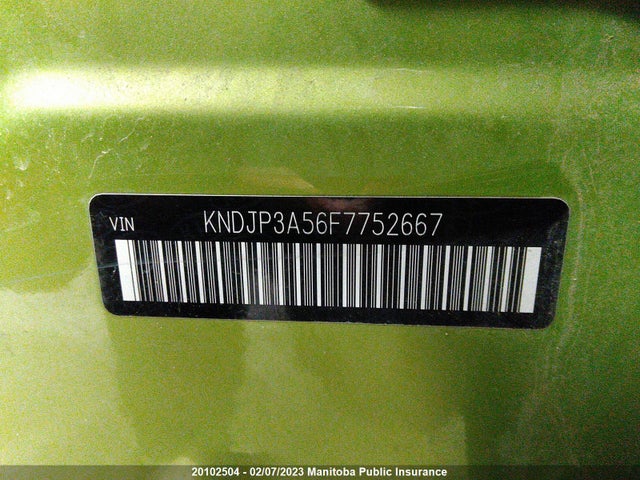 VIN KNDJP3A56F7752667
20102504 - 02/07/2023 Manitoba Public Insurance